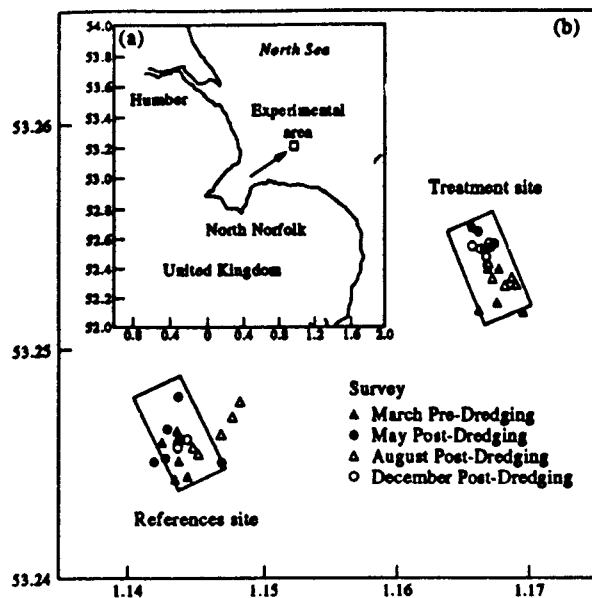 (a)
(b)
North Sea
Humber
Experimental
area
North Norfolk
United Kingdom
54.0
53.8
53.6
53.4
53.2
53.0
52.8
52.6
52.4
52.2
52.0
0.8
0.4
0
0.4
0.8
1.2
1.6
2.0
53.26
53.25
53.24
Treatment site
Survey
March Pre-Dredging
May Post-Dredging
August Post-Dredging
December Post-Dredging
References site
1.14
1.15
1.16
1.17